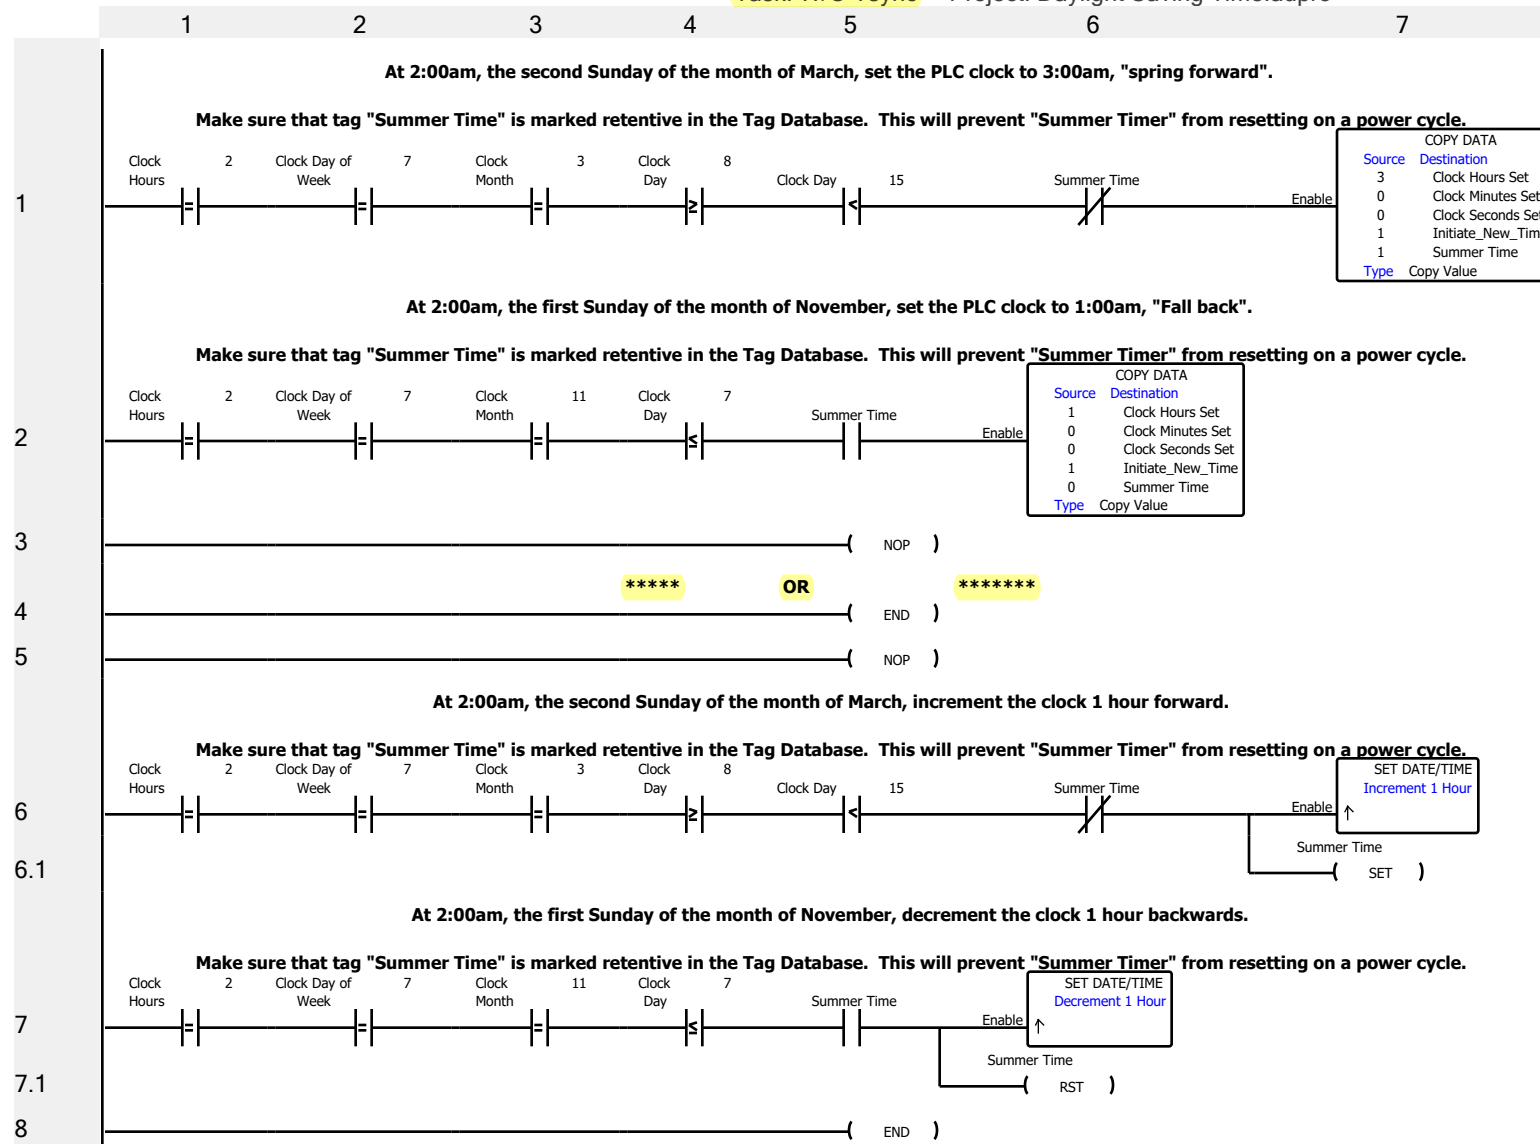 Task: NFS Tsync Project: Daylight Saving Time.adpro
1 2 3 4 5 6 7
At 2:00am, the second Sunday of the month of March, set the PLC clock to 3:00am, "spring forward".
Make sure that tag "Summer Time" is marked retentive in the Tag Database. This will prevent "Summer Timer" from resetting on a power cycle.
COPY DATA
Clock 2 Clock Day of 7 Clock 3 Clock 8 Source Destination
Hours Week Month Day Clock Day 15 Summer Time 3 Clock Hours Set
1 = = = ≥ < Enable 0 Clock Minutes Set
0 Clock Seconds Set
1 Initiate_New_Tim
1 Summer Time
Type Copy Value
At 2:00am, the first Sunday of the month of November, set the PLC clock to 1:00am, "Fall back".
Make sure that tag "Summer Time" is marked retentive in the Tag Database. This will prevent "Summer Timer" from resetting on a power cycle.
COPY DATA
Clock 2 Clock Day of 7 Clock 11 Clock 7 Source Destination
Hours Week Month Day Summer Time 1 Clock Hours Set
2 = = = ≤ Enable 0 Clock Minutes Set
0 Clock Seconds Set
1 Initiate_New_Time
0 Summer Time
Type Copy Value
3 ( NOP )
***** OR *******
4 ( END )
5 ( NOP )
At 2:00am, the second Sunday of the month of March, increment the clock 1 hour forward.
Make sure that tag "Summer Time" is marked retentive in the Tag Database. This will prevent "Summer Timer" from resetting on a power cycle.
Clock 2 Clock Day of 7 Clock 3 Clock 8 SET DATE/TIME
Hours Week Month Day Clock Day 15 Summer Time Increment 1 Hour
6 = = = ≥ < Enable ↑
Summer Time
6.1 ( SET )
At 2:00am, the first Sunday of the month of November, decrement the clock 1 hour backwards.
Make sure that tag "Summer Time" is marked retentive in the Tag Database. This will prevent "Summer Timer" from resetting on a power cycle.
Clock 2 Clock Day of 7 Clock 11 Clock 7 SET DATE/TIME
Hours Week Month Day Summer Time Decrement 1 Hour
7 = = = ≤ Enable ↑
Summer Time
7.1 ( RST )
8 ( END )